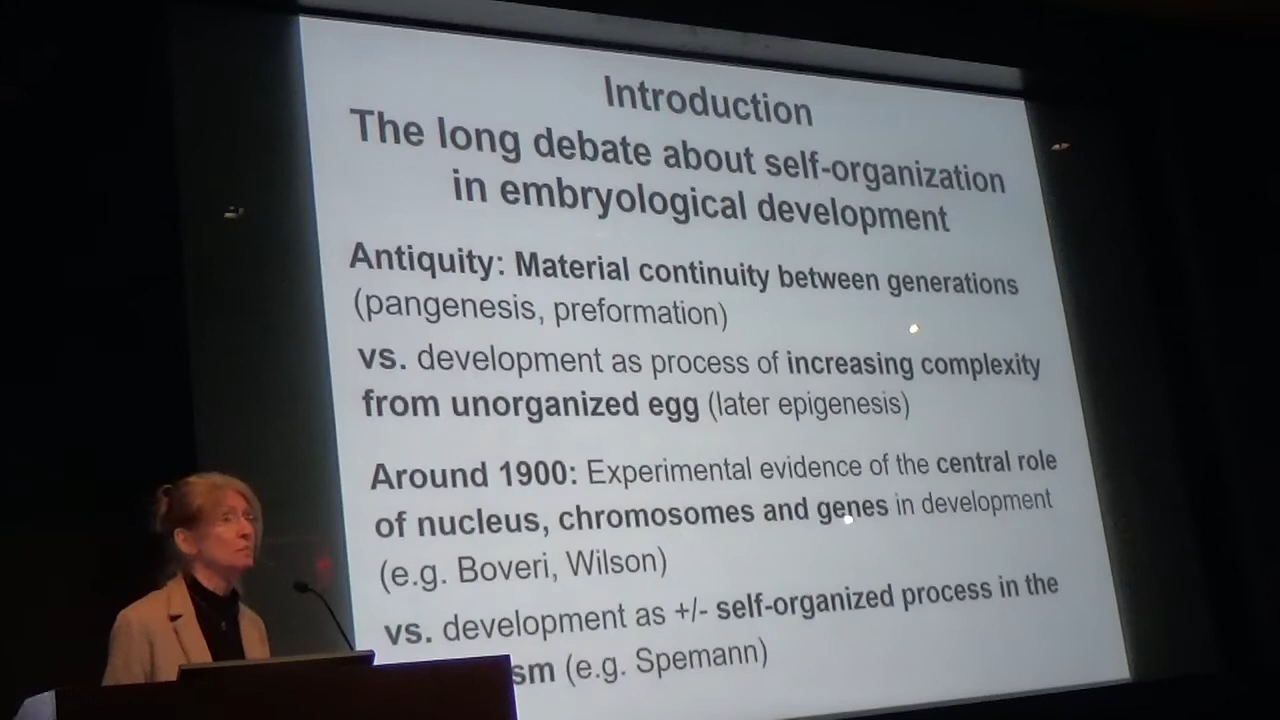 Introduction
The long debate about self-organization
in embryological development
Antiquity: Material continuity between generations
(pangenesis, preformation)
vs. development as process of increasing complexity
from unorganized egg (later epigenesis)
Around 1900: Experimental evidence of the central role
of nucleus, chromosomes and genes in development
(e.g. Boveri, Wilson)
vs. development as +/- self-organized process in the
sm (e.g. Spemann)